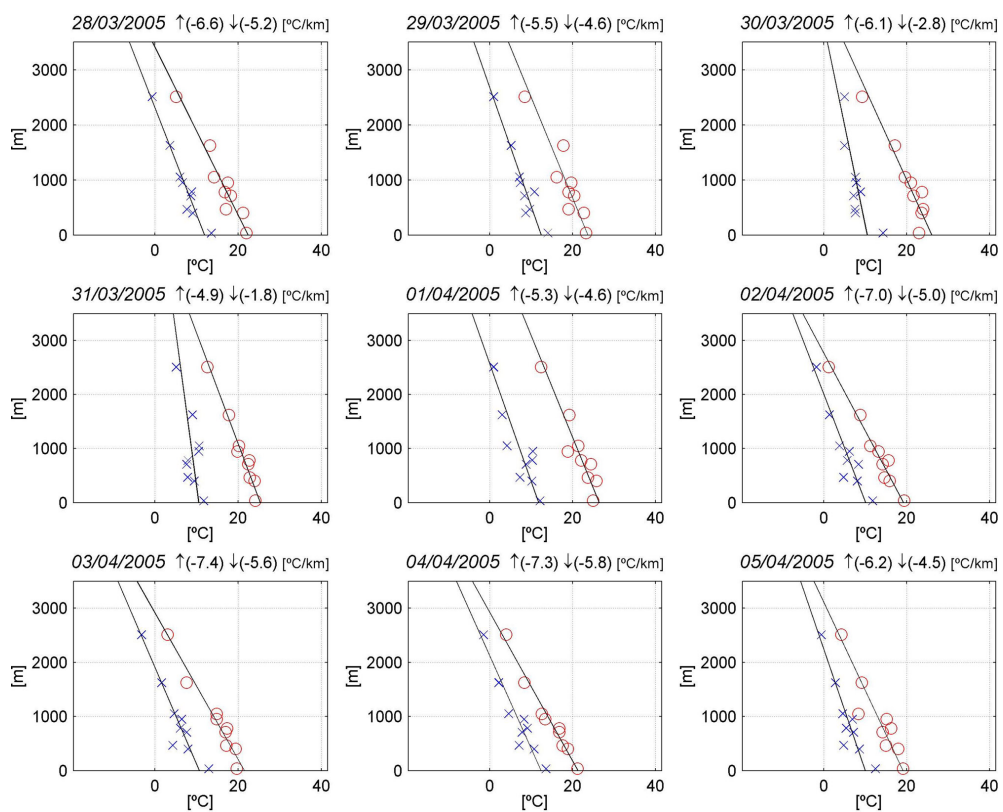 28/03/2005 ↑(-6.6) ↓(-5.2) [ºC/km]
29/03/2005 ↑(-5.5) ↓(-4.6) [ºC/km]
30/03/2005 ↑(-6.1) ↓(-2.8) [ºC/km]
3000 3000 3000
2000 2000 2000
[m] [m] [m]
1000 1000 1000
0 0 0
0 20 40 0 20 40 0 20 40
[ºC] [ºC] [ºC]
31/03/2005 ↑(-4.9) ↓(-1.8) [ºC/km]
01/04/2005 ↑(-5.3) ↓(-4.6) [ºC/km]
02/04/2005 ↑(-7.0) ↓(-5.0) [ºC/km]
3000 3000 3000
2000 2000 2000
[m] [m] [m]
1000 1000 1000
0 0 0
0 20 40 0 20 40 0 20 40
[ºC] [ºC] [ºC]
03/04/2005 ↑(-7.4) ↓(-5.6) [ºC/km]
04/04/2005 ↑(-7.3) ↓(-5.8) [ºC/km]
05/04/2005 ↑(-6.2) ↓(-4.5) [ºC/km]
3000 3000 3000
2000 2000 2000
[m] [m] [m]
1000 1000 1000
0 0 0
0 20 40 0 20 40 0 20 40
[ºC] [ºC] [ºC]